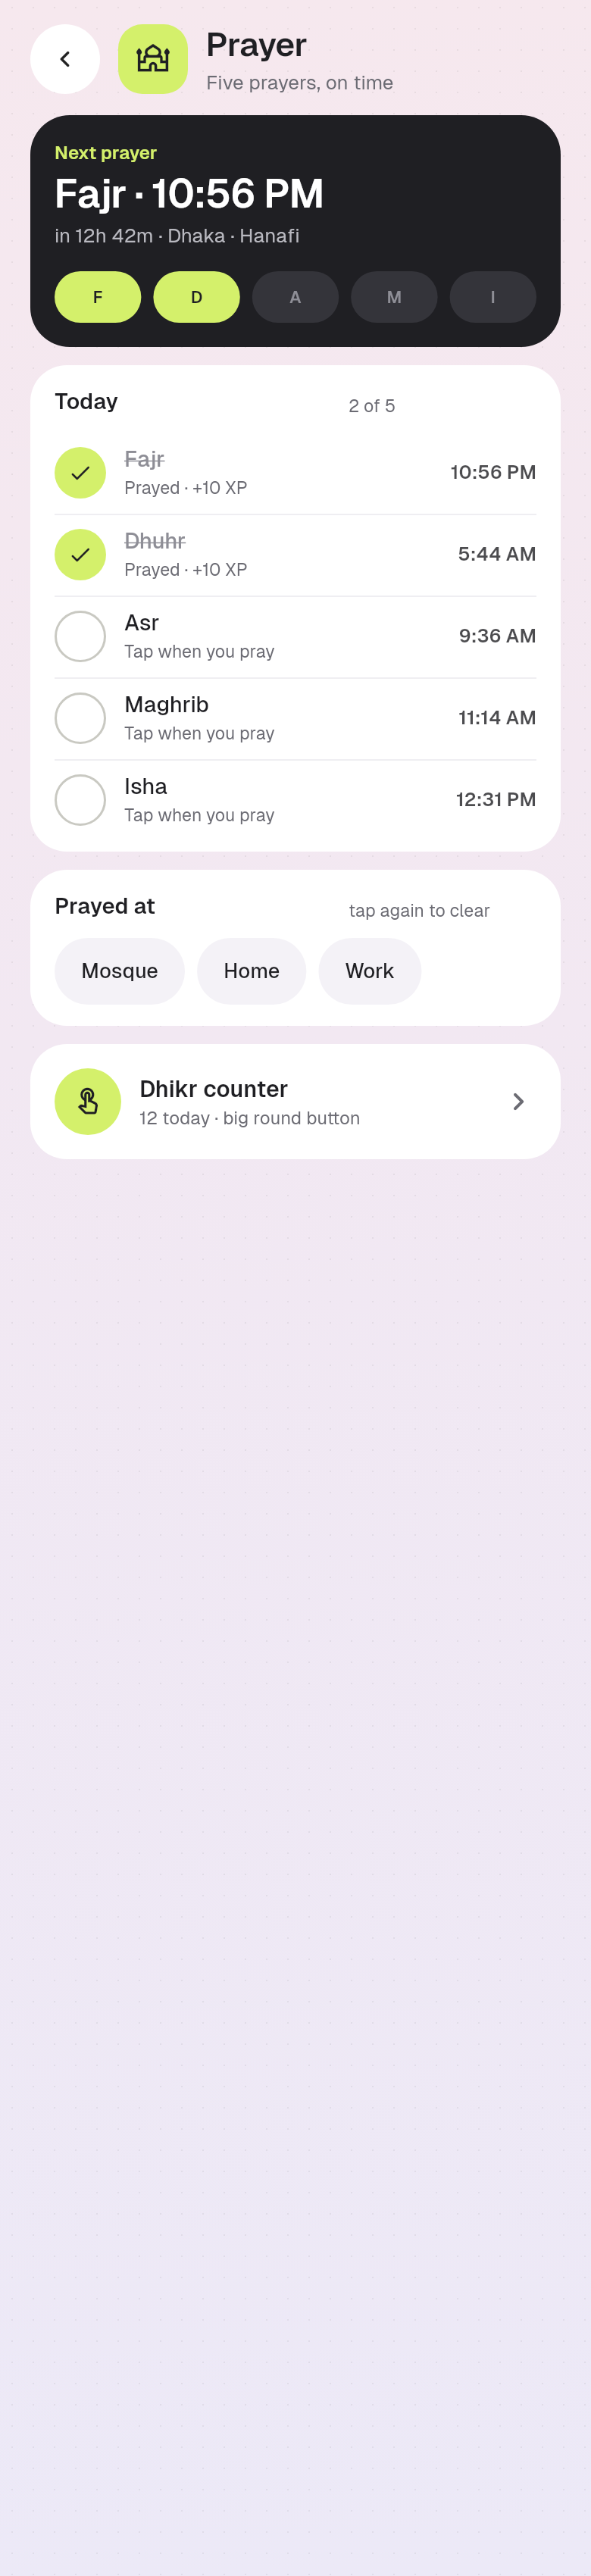 Prayer
Five prayers, on time
Next prayer
Fajr · 10:56 PM
in 12h 42m · Dhaka · Hanafi
F D A M I
Today 2 of 5
Fajr 10:56 PM
Prayed · +10 XP
Dhuhr 5:44 AM
Prayed · +10 XP
Asr 9:36 AM
Tap when you pray
Maghrib 11:14 AM
Tap when you pray
Isha 12:31 PM
Tap when you pray
Prayed at tap again to clear
Mosque Home Work
Dhikr counter
12 today · big round button